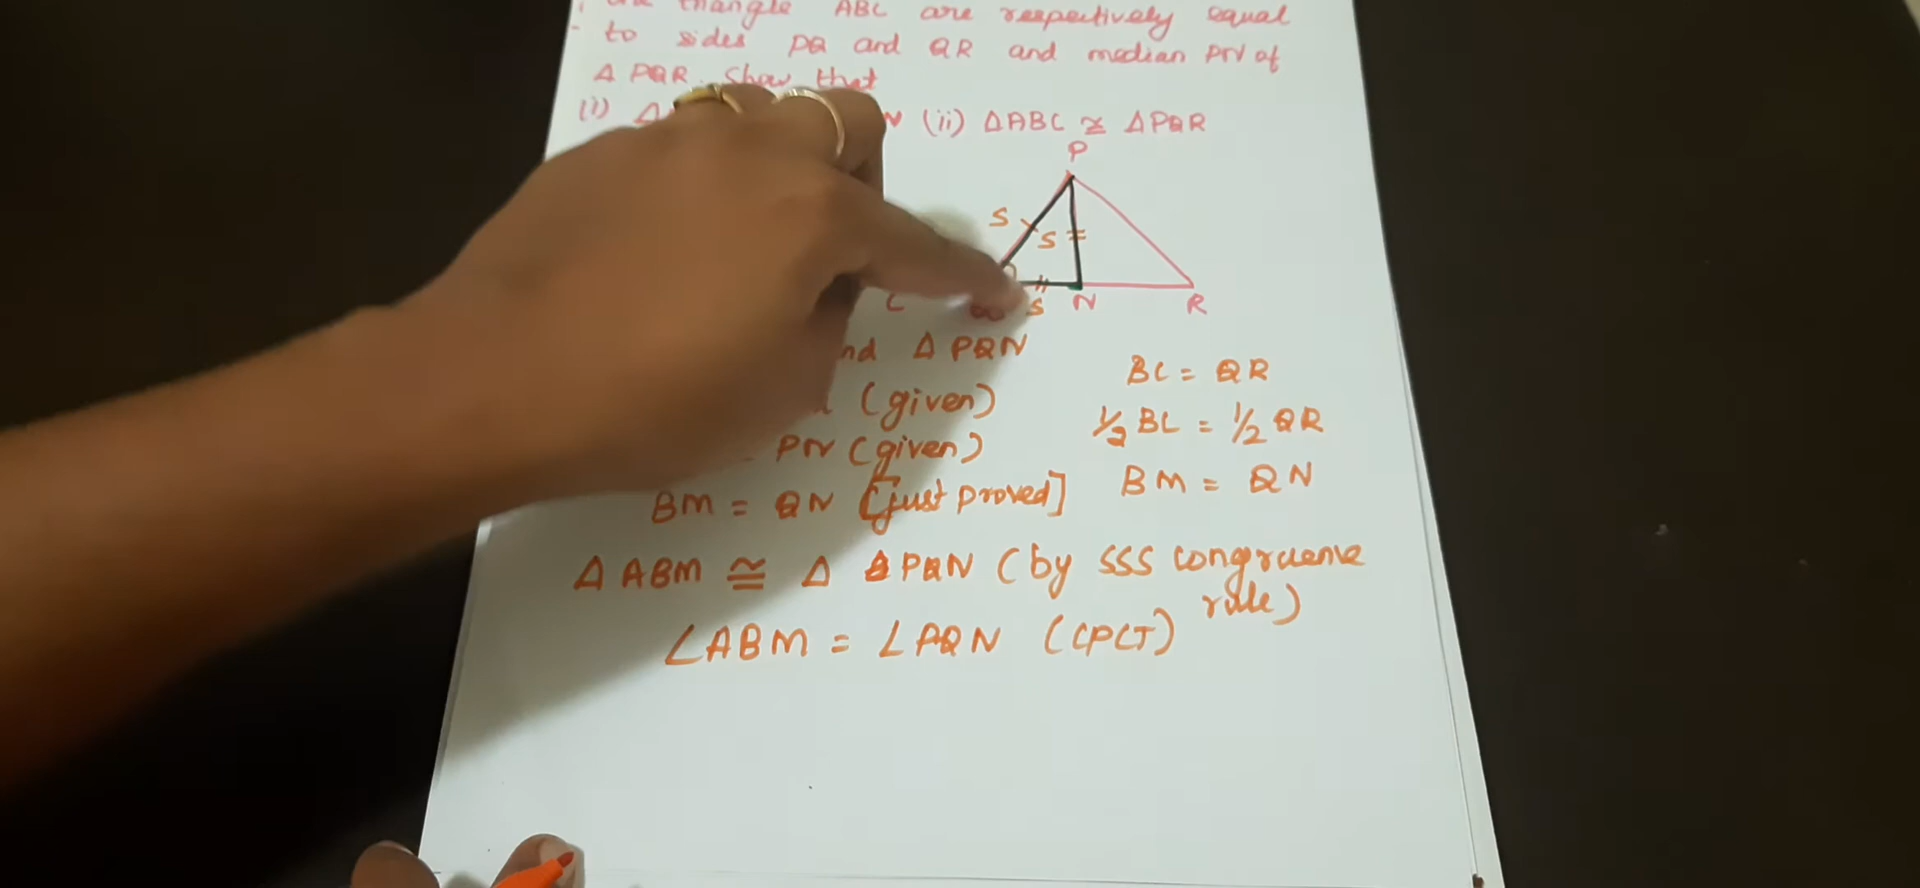 triangle ABC are respectively equal
to sides PQ and QR and median PN of
Δ PQR. Show that
(i) Δ N (ii) ΔABC ≅ ΔPQR
P
S
S
C S N R
nd Δ PQN
(given)
PN (given)
BM = QN [just proved]
BC = QR
1/2 BC = 1/2 QR
BM = QN
Δ ABM ≅ Δ PQN (by SSS congruence
rule)
∠ABM = ∠PQN (CPCT)